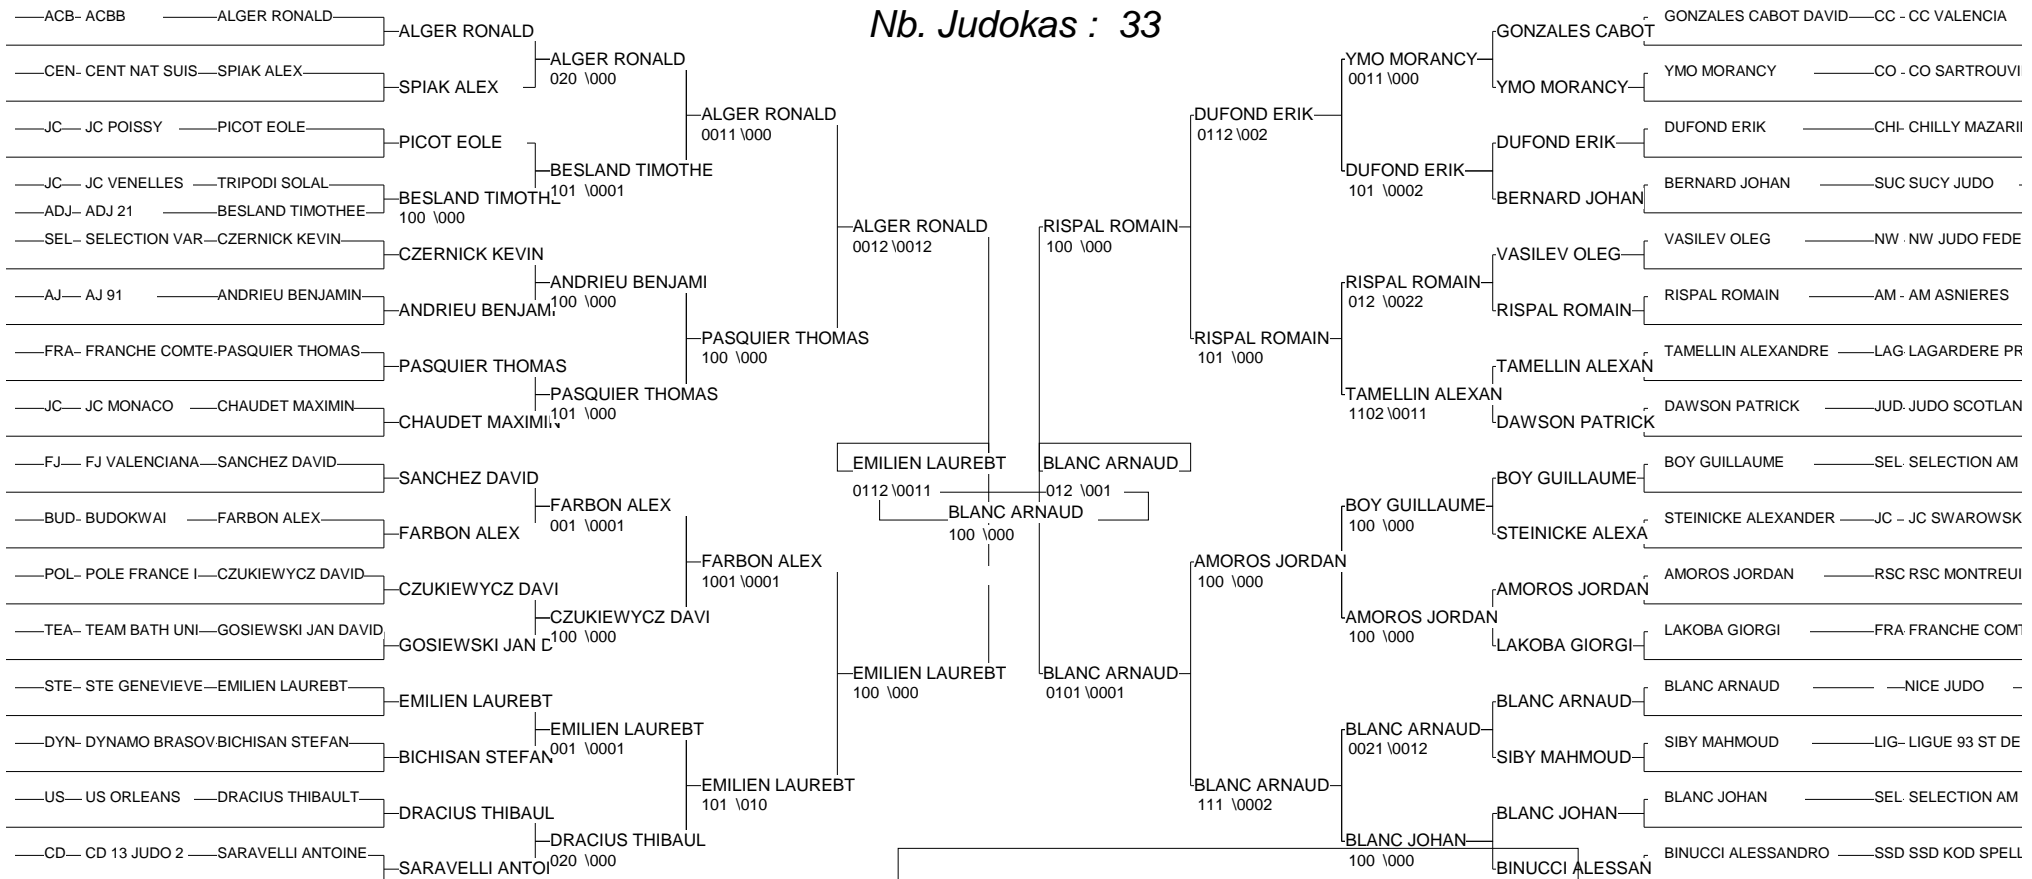 Nb. Judokas : 33
ACB- ACBB ALGER RONALD
CEN- CENT NAT SUIS SPIAK ALEX
JC JC POISSY PICOT EOLE
JC JC VENELLES TRIPODI SOLAL
ADJ- ADJ 21 BESLAND TIMOTHEE
SEL- SELECTION VAR CZERNICK KEVIN
AJ AJ 91 ANDRIEU BENJAMIN
FRA- FRANCHE COMTE PASQUIER THOMAS
JC JC MONACO CHAUDET MAXIMIN
FJ FJ VALENCIANA SANCHEZ DAVID
BUD- BUDOKWAI FARBON ALEX
POL- POLE FRANCE I CZUKIEWYCZ DAVID
TEA- TEAM BATH UNI GOSIEWSKI JAN DAVID
STE- STE GENEVIEVE EMILIEN LAUREBT
DYN- DYNAMO BRASOV BICHISAN STEFAN
US US ORLEANS DRACIUS THIBAULT
CD CD 13 JUDO 2 SARAVELLI ANTOINE
ALGER RONALD
SPIAK ALEX
PICOT EOLE
BESLAND TIMOTHE
100 \000
CZERNICK KEVIN
ANDRIEU BENJAMI
PASQUIER THOMAS
CHAUDET MAXIMIN
SANCHEZ DAVID
FARBON ALEX
CZUKIEWYCZ DAVI
GOSIEWSKI JAN D
EMILIEN LAUREBT
BICHISAN STEFAN
DRACIUS THIBAUL
SARAVELLI ANTOI
ALGER RONALD
020 \000
BESLAND TIMOTHE
101 \0001
ANDRIEU BENJAMI
100 \000
PASQUIER THOMAS
101 \000
FARBON ALEX
001 \0001
CZUKIEWYCZ DAVI
100 \000
EMILIEN LAUREBT
001 \0001
DRACIUS THIBAUL
020 \000
ALGER RONALD
0011 \000
PASQUIER THOMAS
100 \000
FARBON ALEX
1001 \0001
EMILIEN LAUREBT
101 \010
ALGER RONALD
0012 \0012
EMILIEN LAUREBT
100 \000
EMILIEN LAUREBT
0112 \0011
BLANC ARNAUD
012 \001
BLANC ARNAUD
100 \000
RISPAL ROMAIN
100 \000
BLANC ARNAUD
0101 \0001
DUFOND ERIK
0112 \002
RISPAL ROMAIN
101 \000
AMOROS JORDAN
100 \000
BLANC ARNAUD
111 \0002
YMO MORANCY
0011 \000
DUFOND ERIK
101 \0002
RISPAL ROMAIN
012 \0022
TAMELLIN ALEXAN
1102 \0011
BOY GUILLAUME
100 \000
AMOROS JORDAN
100 \000
BLANC ARNAUD
0021 \0012
BLANC JOHAN
100 \000
GONZALES CABOT
YMO MORANCY
DUFOND ERIK
BERNARD JOHAN
VASILEV OLEG
RISPAL ROMAIN
TAMELLIN ALEXAN
DAWSON PATRICK
BOY GUILLAUME
STEINICKE ALEXA
AMOROS JORDAN
LAKOBA GIORGI
BLANC ARNAUD
SIBY MAHMOUD
BLANC JOHAN
BINUCCI ALESSAN
GONZALES CABOT DAVID CC - CC VALENCIA
YMO MORANCY CO - CO SARTROUVI
DUFOND ERIK CHI- CHILLY MAZARI
BERNARD JOHAN SUC SUCY JUDO
VASILEV OLEG NW NW JUDO FEDE
RISPAL ROMAIN AM - AM ASNIERES
TAMELLIN ALEXANDRE LAG LAGARDERE PR
DAWSON PATRICK JUD JUDO SCOTLAN
BOY GUILLAUME SEL SELECTION AM
STEINICKE ALEXANDER JC - JC SWAROWSK
AMOROS JORDAN RSC RSC MONTREUI
LAKOBA GIORGI FRA FRANCHE COMT
BLANC ARNAUD NICE JUDO
SIBY MAHMOUD LIG- LIGUE 93 ST DE
BLANC JOHAN SEL SELECTION AM
BINUCCI ALESSANDRO SSD SSD KOD SPELL